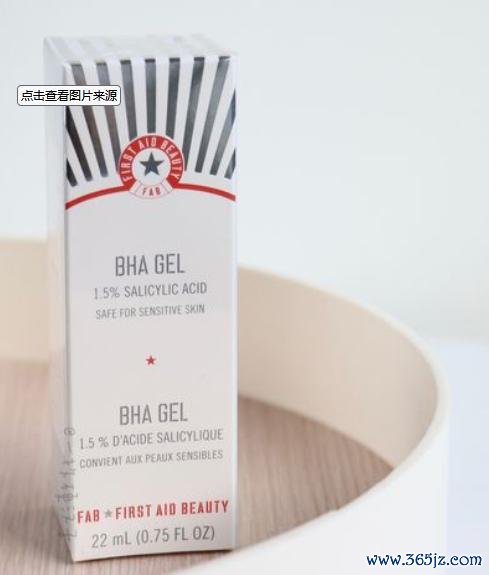 点击查看图片来源
FIRST AID BEAUTY
FAB
BHA GEL
1.5% SALICYLIC ACID
SAFE FOR SENSITIVE SKIN
BHA GEL
1.5 % D'ACIDE SALICYLIQUE
CONVIENT AUX PEAUX SENSIBLES
FAB FIRST AID BEAUTY
22 mL (0.75 FL OZ)
www.365jz.com